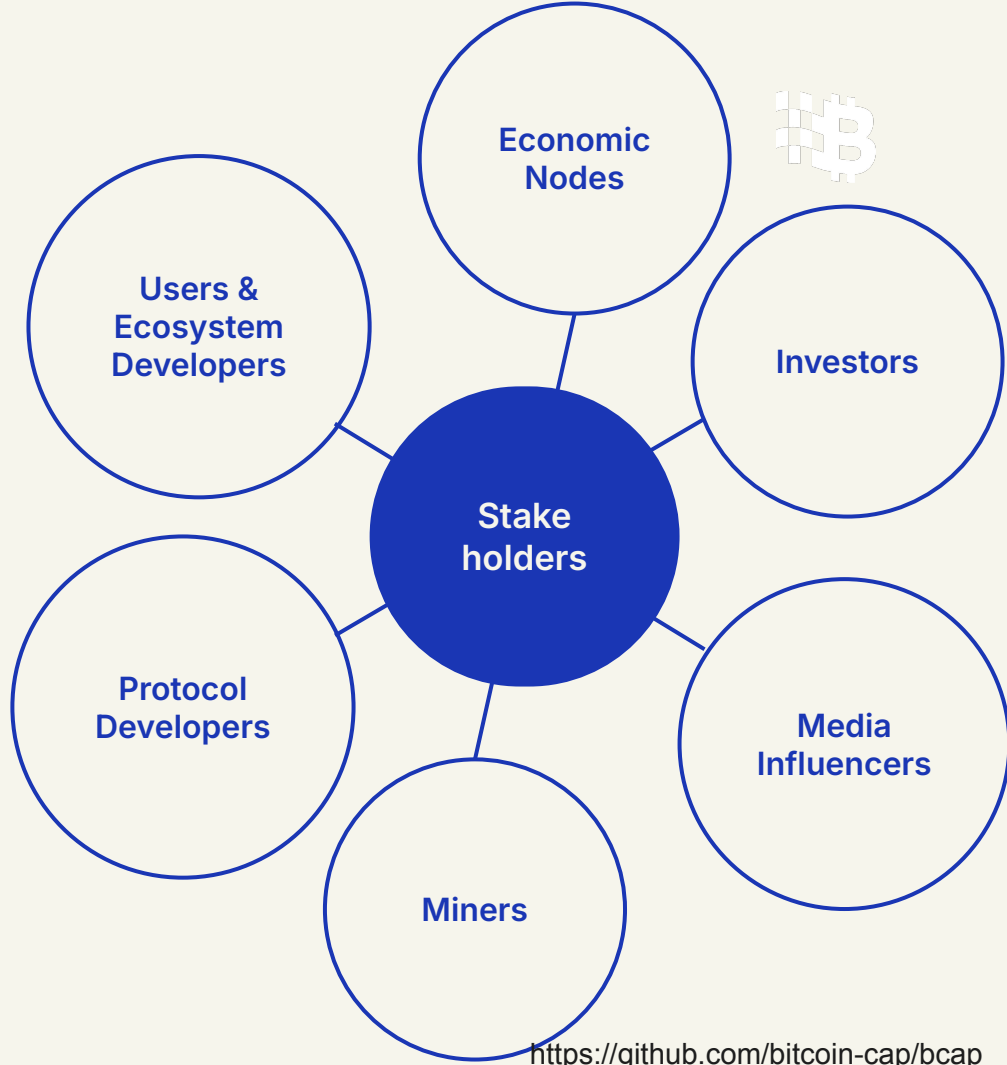 Economic
Nodes
Users &
Ecosystem
Developers
Investors
Stake
holders
Protocol
Developers
Media
Influencers
Miners
https://github.com/bitcoin-cap/bcap